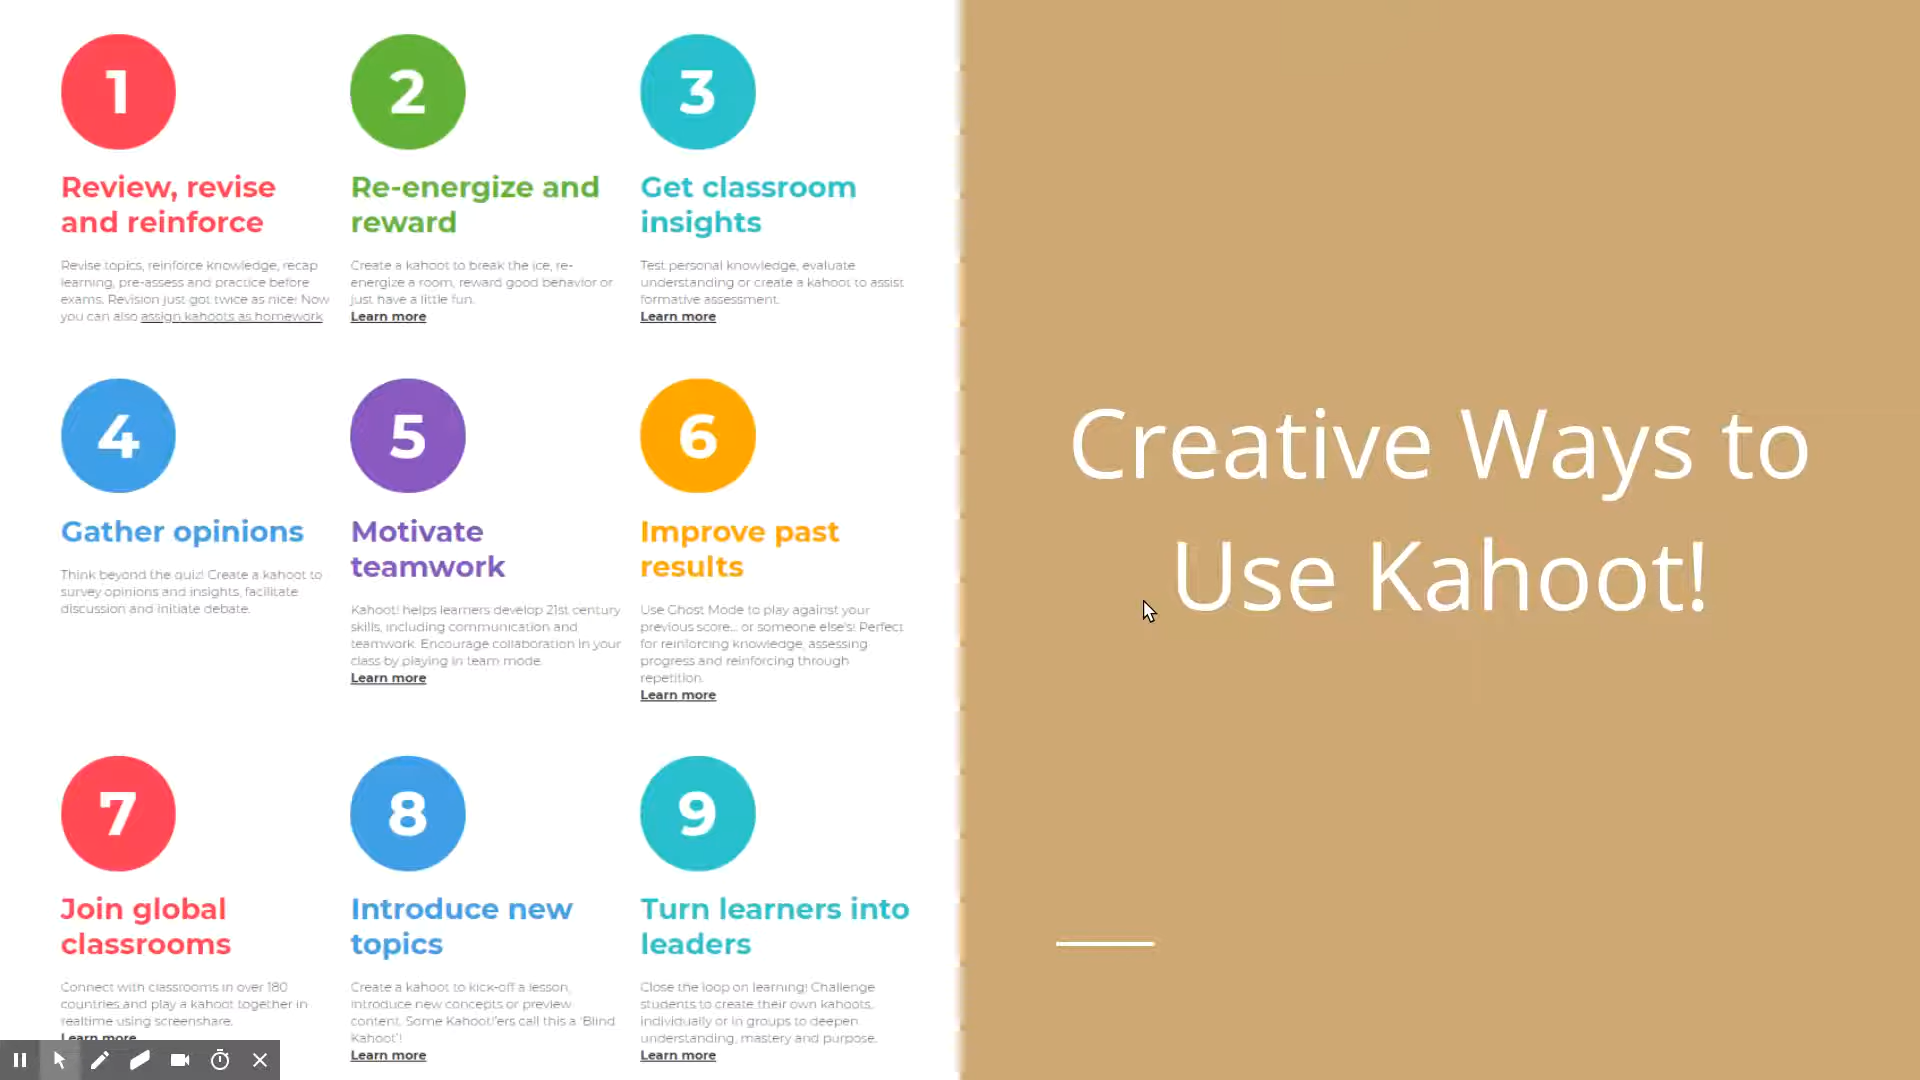 1
Review, revise
and reinforce
Revise topics, reinforce knowledge, recap
learning, pre-assess and practice before
exams. Revision just got twice as nice! Now
you can also assign kahoots as homework
2
Re-energize and
reward
Create a kahoot to break the ice, re-
energize a room, reward good behavior or
just have a little fun.
Learn more
3
Get classroom
insights
Test personal knowledge, evaluate
understanding or create a kahoot to assist
formative assessment.
Learn more
4
Gather opinions
Think beyond the quiz! Create a kahoot to
survey opinions and insights, facilitate
discussion and initiate debate.
5
Motivate
teamwork
Kahoot! helps learners develop 21st century
skills, including communication and
teamwork. Encourage collaboration in your
class by playing in team mode.
Learn more
6
Improve past
results
Use Ghost Mode to play against your
previous score... or someone else's! Perfect
for reinforcing knowledge, assessing
progress and reinforcing through
repetition.
Learn more
7
Join global
classrooms
Connect with classrooms in over 180
countries and play a kahoot together in
realtime using screenshare.
Learn more
8
Introduce new
topics
Create a kahoot to kick-off a lesson,
introduce new concepts or preview
content. Some Kahoot!'ers call this a 'Blind
Kahoot'!
Learn more
9
Turn learners into
leaders
Close the loop on learning! Challenge
students to create their own kahoots,
individually or in groups to deepen
understanding, mastery and purpose.
Learn more
Creative Ways to
Use Kahoot!